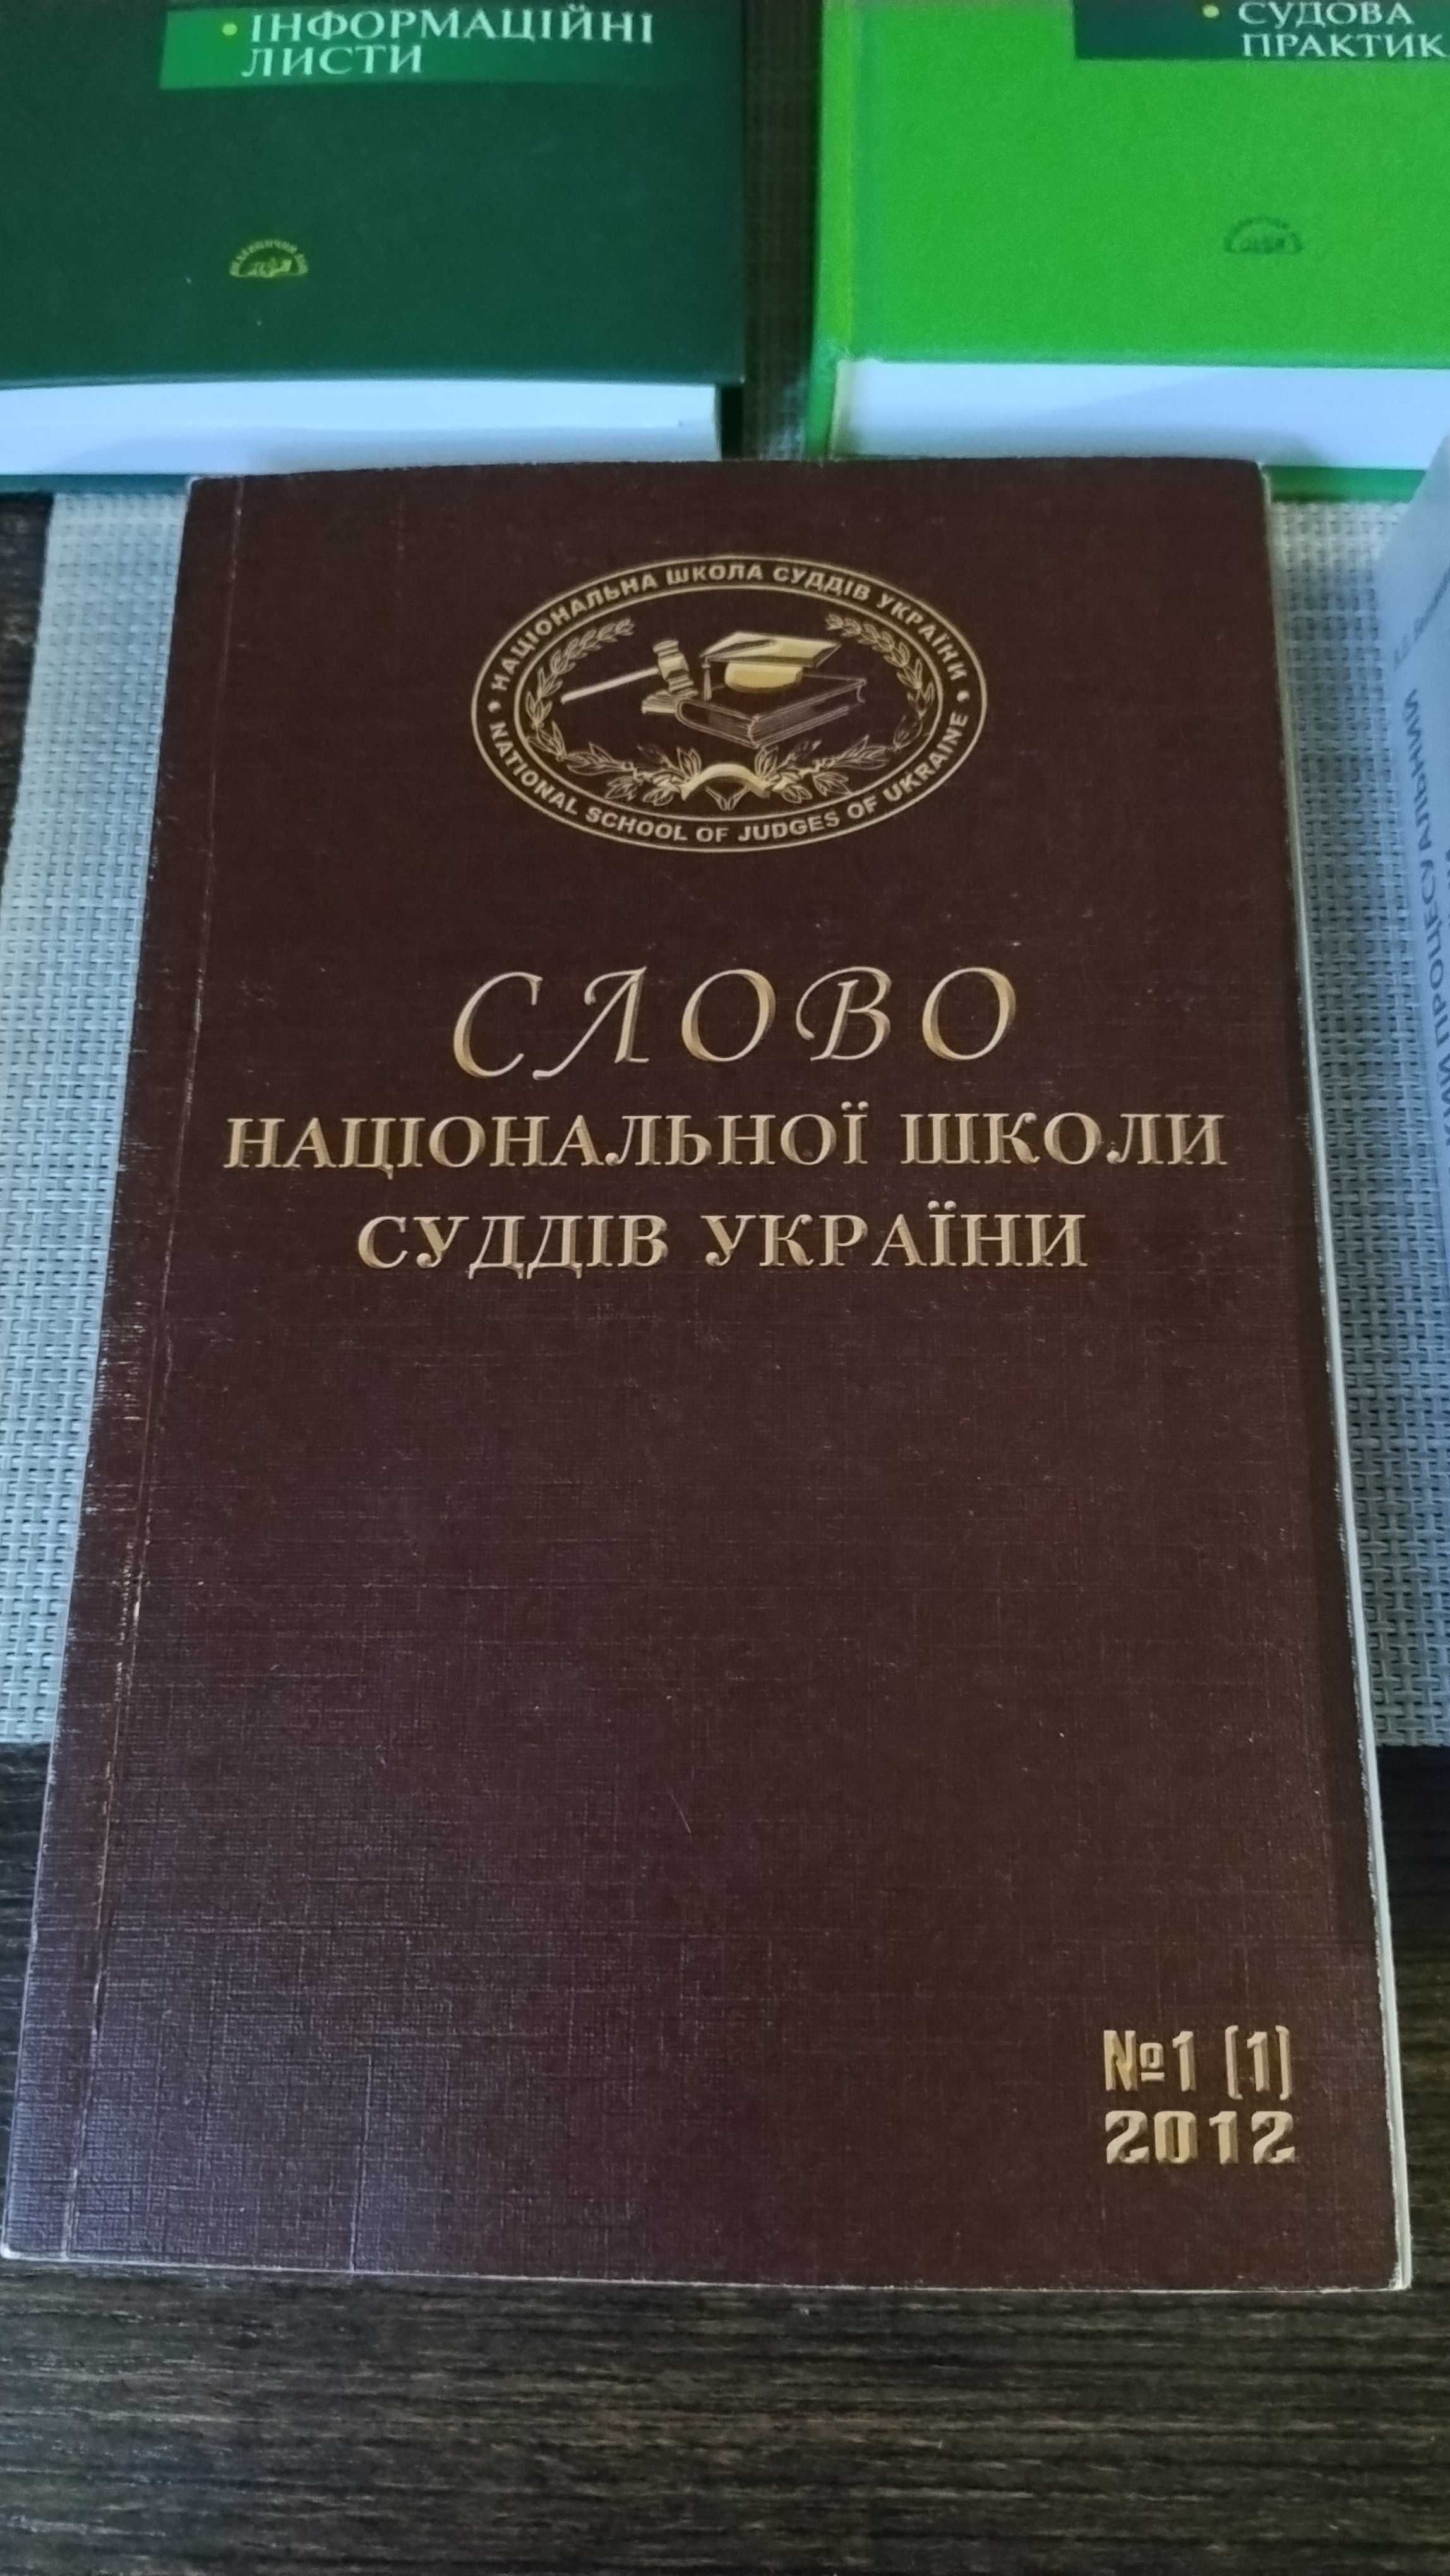 • ІНФОРМАЦІЙНІ
ЛИСТИ
• СУДОВА
ПРАКТИК
НАЦІОНАЛЬНА ШКОЛА СУДДІВ УКРАЇНИ
NATIONAL SCHOOL OF JUDGES OF UKRAINE
СЛОВО
НАЦІОНАЛЬНОЇ ШКОЛИ
СУДДІВ УКРАЇНИ
№1 (1)
2012